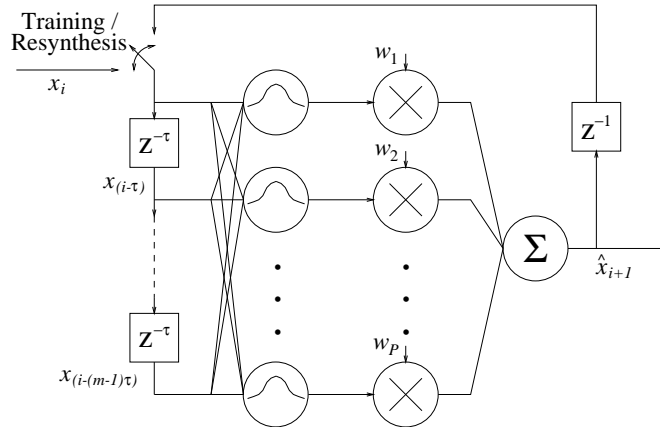 Training /
Resynthesis
x_i
w_1
z^{-τ}
z^{-1}
x_{(i-τ)}
w_2
Σ
x̂_{i+1}
z^{-τ}
w_P
x_{(i-(m-1)τ)}